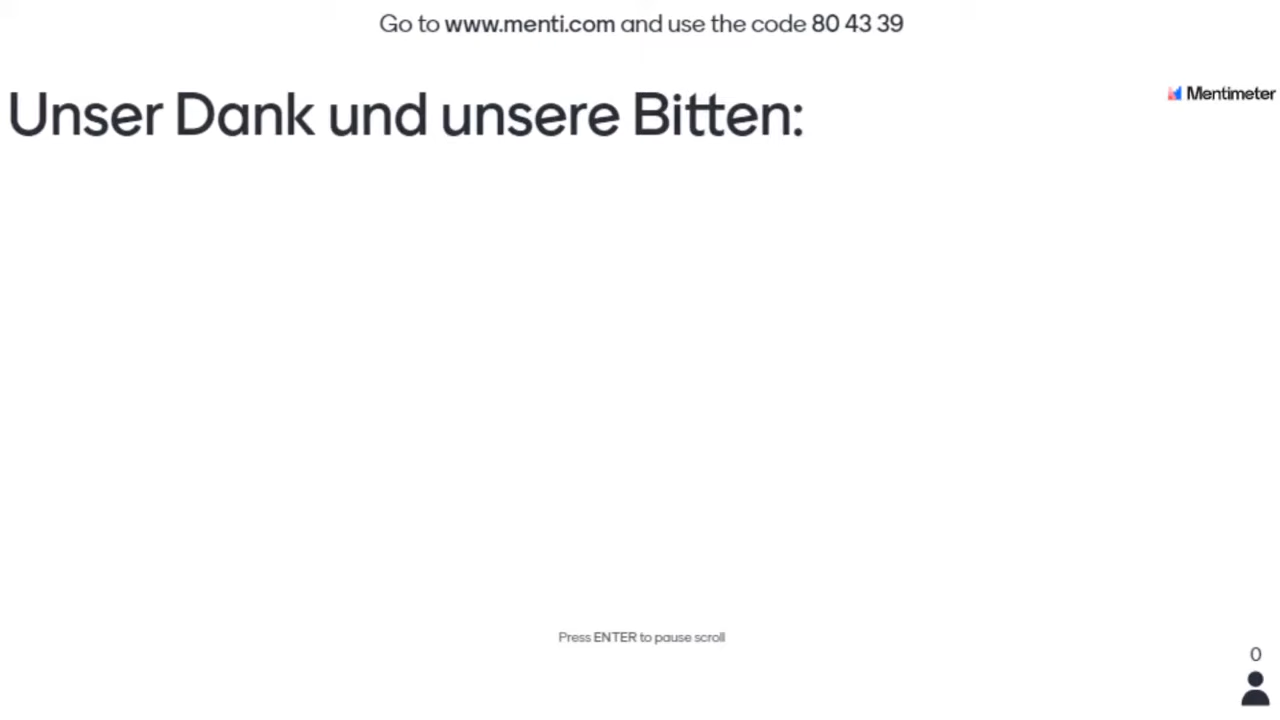 Go to www.menti.com and use the code 80 43 39
Unser Dank und unsere Bitten:
Mentimeter
Press ENTER to pause scroll
0